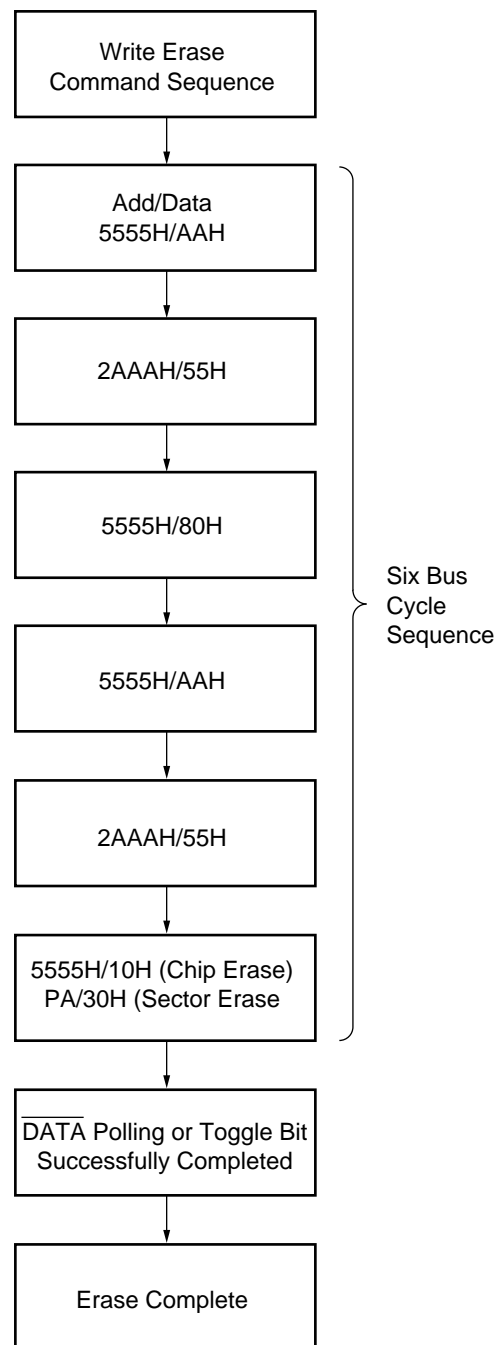 Write Erase
Command Sequence
Add/Data
5555H/AAH
2AAAH/55H
5555H/80H
5555H/AAH
2AAAH/55H
5555H/10H (Chip Erase)
PA/30H (Sector Erase
Six Bus
Cycle
Sequence
D̅A̅T̅A̅ Polling or Toggle Bit
Successfully Completed
Erase Complete